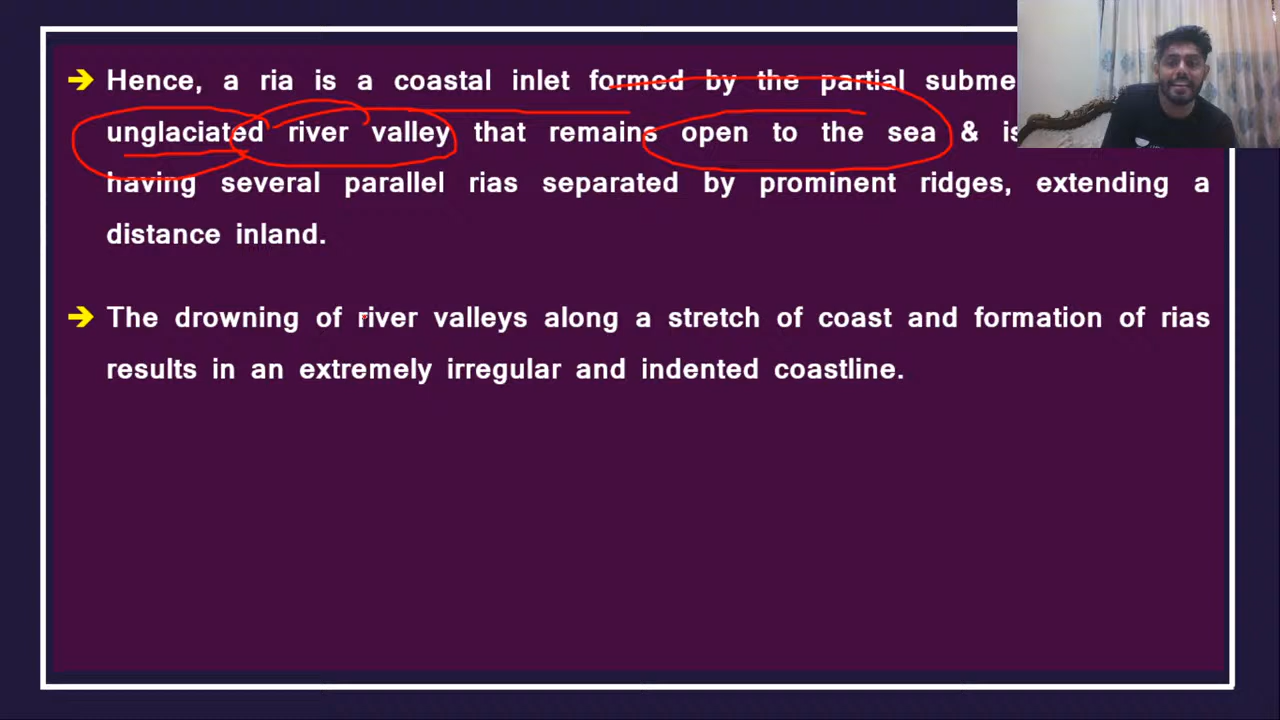 Hence, a ria is a coastal inlet formed by the partial
unglaciated river valley that remains open to the sea &
having several parallel rias separated by prominent ridges, extending a
distance inland.
The drowning of river valleys along a stretch of coast and formation of rias
results in an extremely irregular and indented coastline.